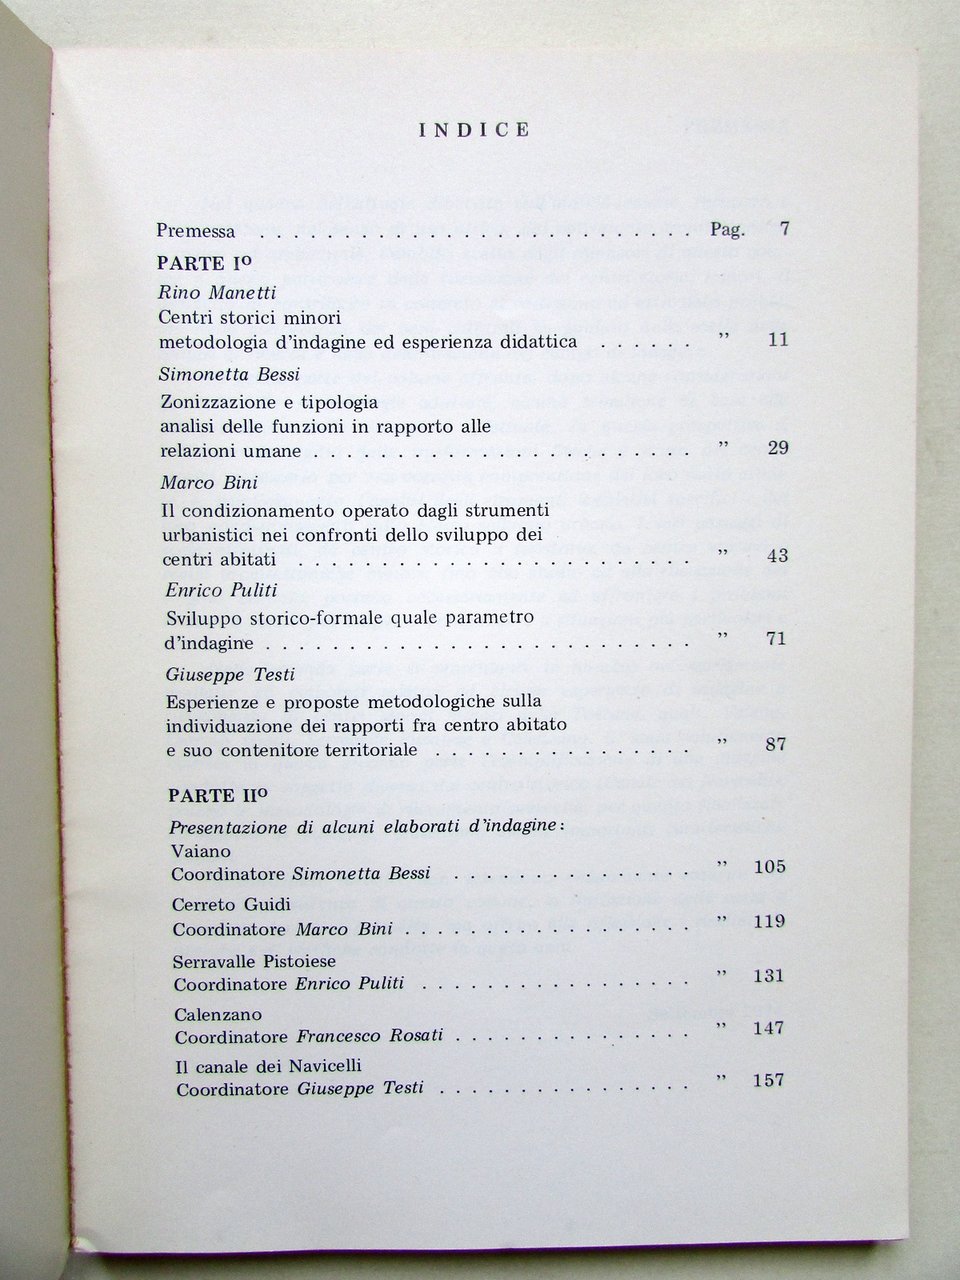 INDICE
Premessa . . . . . . . . . . . . . . . . . . . . . . . . . . Pag. 7
PARTE Iº
Rino Manetti
Centri storici minori
metodologia d'indagine ed esperienza didattica . . . . . . ” 11
Simonetta Bessi
Zonizzazione e tipologia
analisi delle funzioni in rapporto alle
relazioni umane . . . . . . . . . . . . . . . . . . . . . . . ” 29
Marco Bini
Il condizionamento operato dagli strumenti
urbanistici nei confronti dello sviluppo dei
centri abitati . . . . . . . . . . . . . . . . . . . . . . . . ” 43
Enrico Puliti
Sviluppo storico-formale quale parametro
d'indagine . . . . . . . . . . . . . . . . . . . . . . . . . . ” 71
Giuseppe Testi
Esperienze e proposte metodologiche sulla
individuazione dei rapporti fra centro abitato
e suo contenitore territoriale . . . . . . . . . . . . . . . . ” 87
PARTE IIº
Presentazione di alcuni elaborati d'indagine:
Vaiano
Coordinatore Simonetta Bessi . . . . . . . . . . . . . . . ” 105
Cerreto Guidi
Coordinatore Marco Bini . . . . . . . . . . . . . . . . . . ” 119
Serravalle Pistoiese
Coordinatore Enrico Puliti . . . . . . . . . . . . . . . . . ” 131
Calenzano
Coordinatore Francesco Rosati . . . . . . . . . . . . . . . ” 147
Il canale dei Navicelli
Coordinatore Giuseppe Testi . . . . . . . . . . . . . . . . ” 157